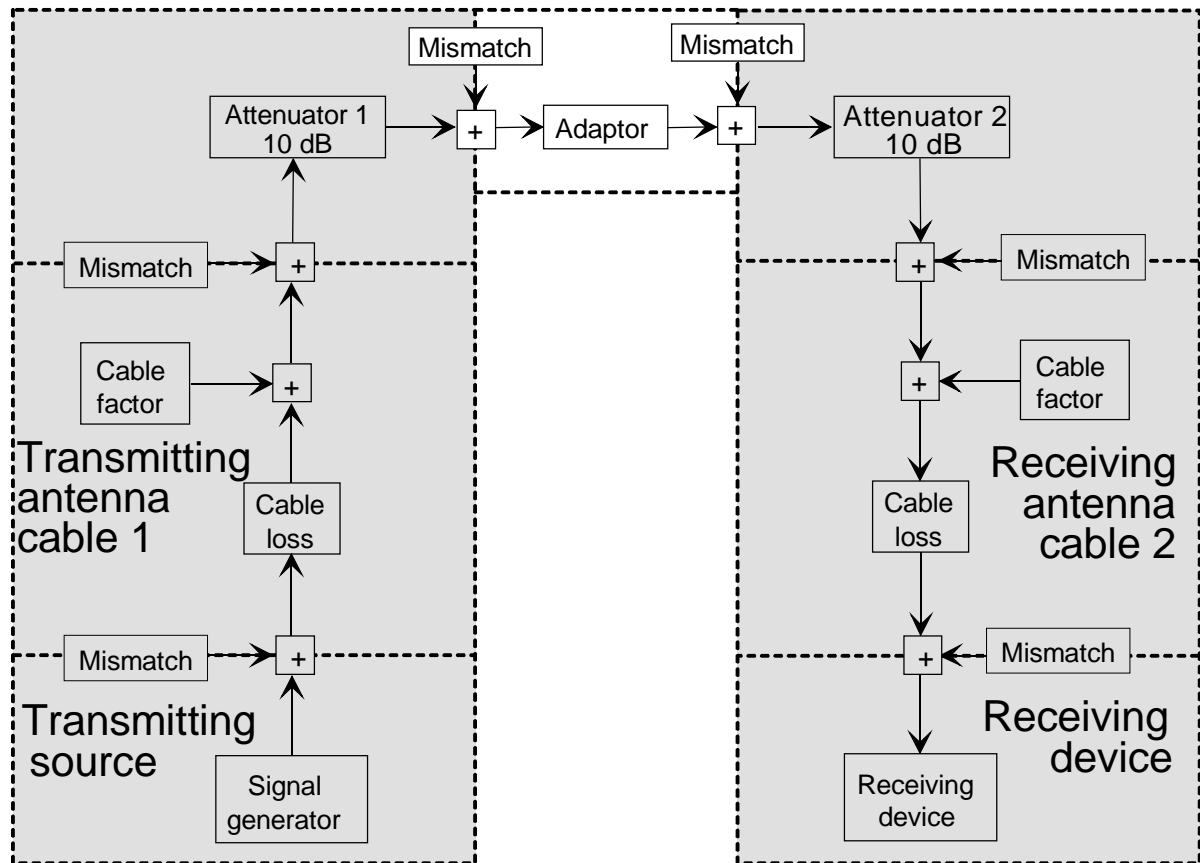 Mismatch
Mismatch
Attenuator 1
10 dB
+
Adaptor
+
Attenuator 2
10 dB
Mismatch
+
+
Mismatch
Cable
factor
+
+
Cable
factor
Transmitting
antenna
cable 1
Cable
loss
Cable
loss
Receiving
antenna
cable 2
Mismatch
+
+
Mismatch
Transmitting
source
Signal
generator
Receiving
device
Receiving
device